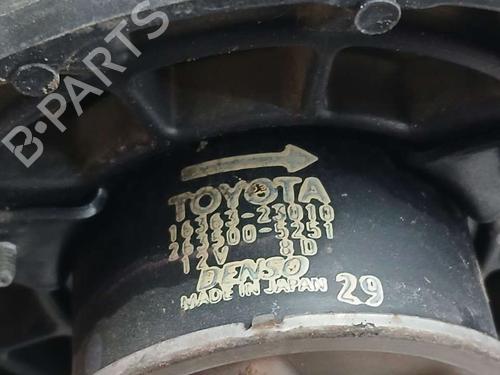 B-PARTS
TOYOTA
16363-23010
263500-5251
12V 8D
DENSO
MADE IN JAPAN 29